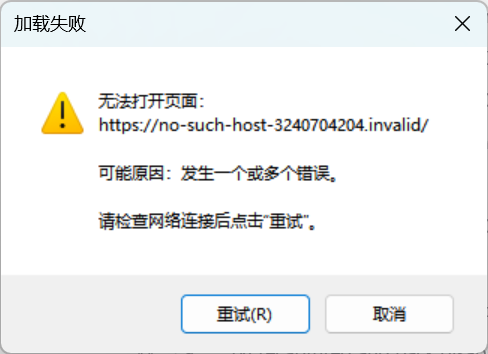 加载失败
无法打开页面：
https://no-such-host-3240704204.invalid/
可能原因：发生一个或多个错误。
请检查网络连接后点击“重试”。
重试(R)
取消